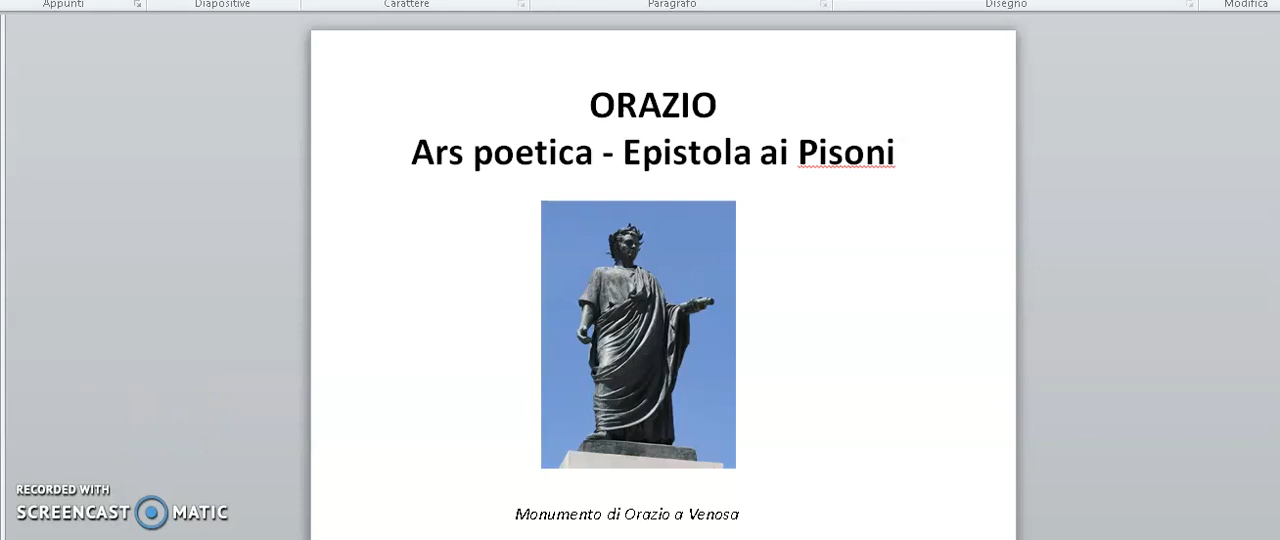 Appunti Diapositive Carattere Paragrafo Disegno Modifica
ORAZIO
Ars poetica - Epistola ai Pisoni
Monumento di Orazio a Venosa
RECORDED WITH
SCREENCAST MATIC